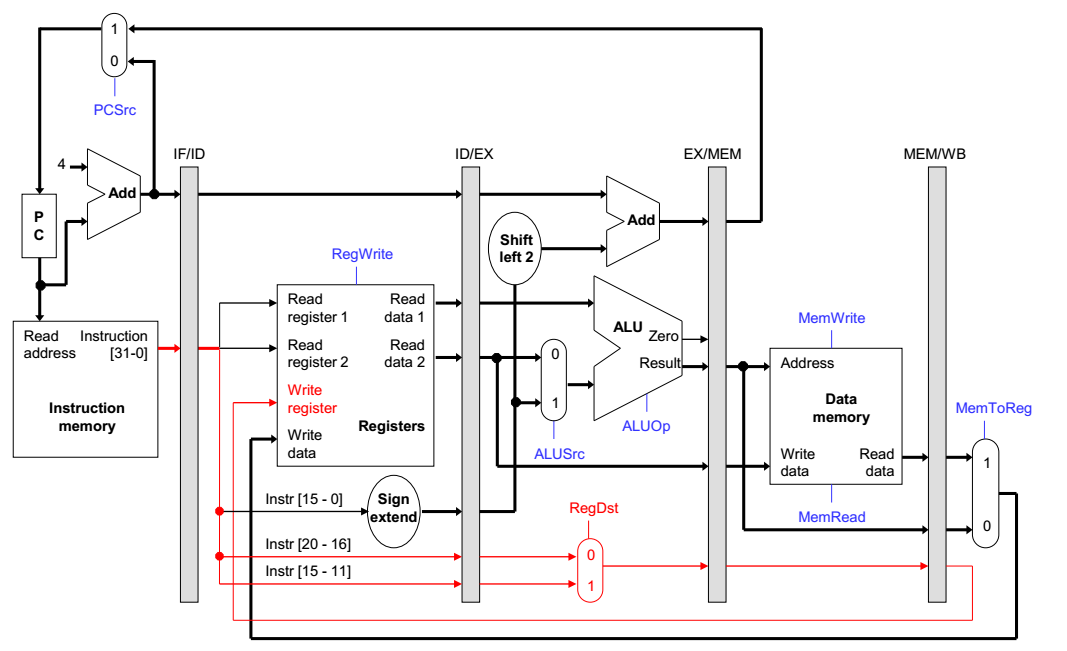 1
0
PCSrc
4
Add
P
C
IF/ID
ID/EX
EX/MEM
MEM/WB
Add
Shift
left 2
RegWrite
Read
register 1
Read
data 1
Read
register 2
Read
data 2
Write
register
Write
data
Registers
Read
address
Instruction
[31-0]
Instruction
memory
ALU
Zero
Result
ALUOp
0
1
ALUSrc
MemWrite
Address
Data
memory
Write
data
Read
data
MemRead
MemToReg
1
0
Instr [15 - 0]
Sign
extend
Instr [20 - 16]
Instr [15 - 11]
RegDst
0
1